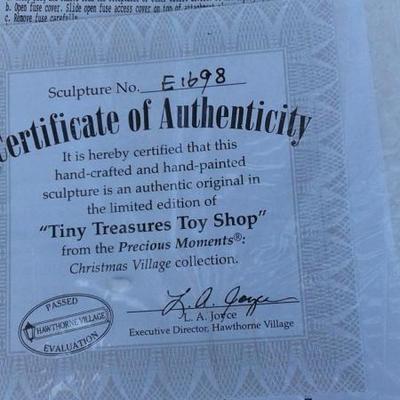 b. Open fuse cover. Slide open fuse access cover on top of
c. Remove fuse carefully.
Sculpture No. E1698
Certificate of Authenticity
It is hereby certified that this
hand-crafted and hand-painted
sculpture is an authentic original in
the limited edition of
"Tiny Treasures Toy Shop"
from the Precious Moments®:
Christmas Village collection.
PASSED
HAWTHORNE VILLAGE
EVALUATION
L. A. Joyce
L. A. Joyce
Executive Director, Hawthorne Village